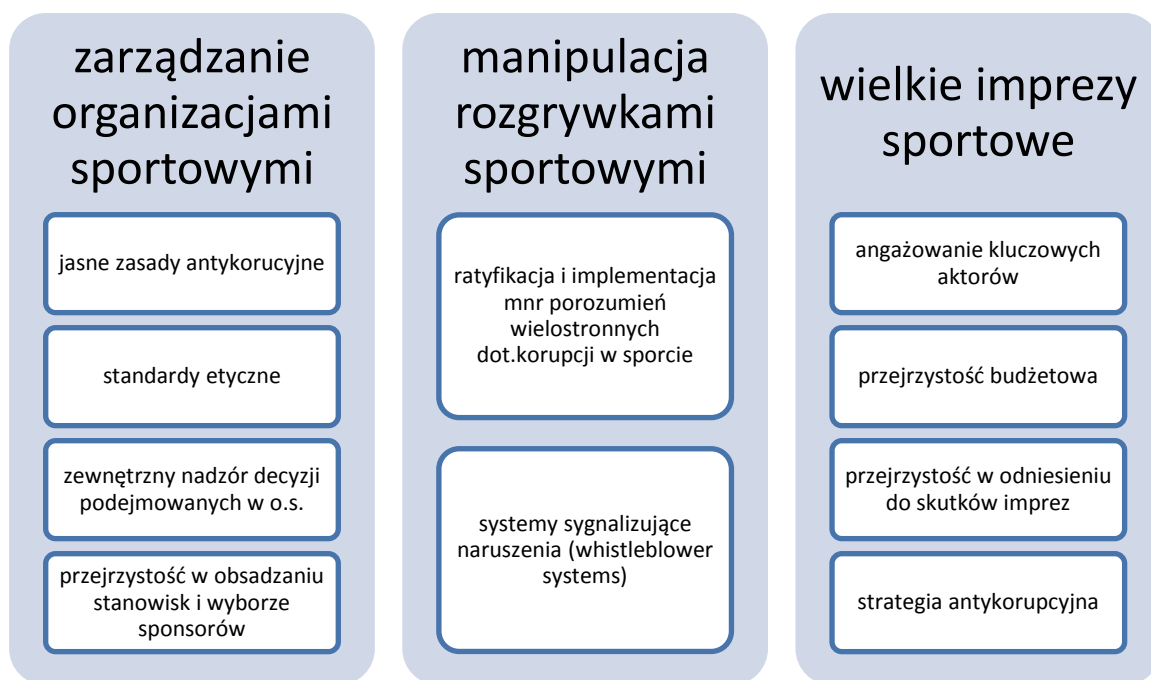 zarządzanie
organizacjami
sportowymi
jasne zasady antykorucyjne
standardy etyczne
zewnętrzny nadzór decyzji
podejmowanych w o.s.
przejrzystość w obsadzaniu
stanowisk i wyborze
sponsorów
manipulacja
rozgrywkami
sportowymi
ratyfikacja i implementacja
mnr porozumień
wielostronnych
dot.korupcji w sporcie
systemy sygnalizujące
naruszenia (whistleblower
systems)
wielkie imprezy
sportowe
angażowanie kluczowych
aktorów
przejrzystość budżetowa
przejrzystość w odniesieniu
do skutków imprez
strategia antykorupcyjna